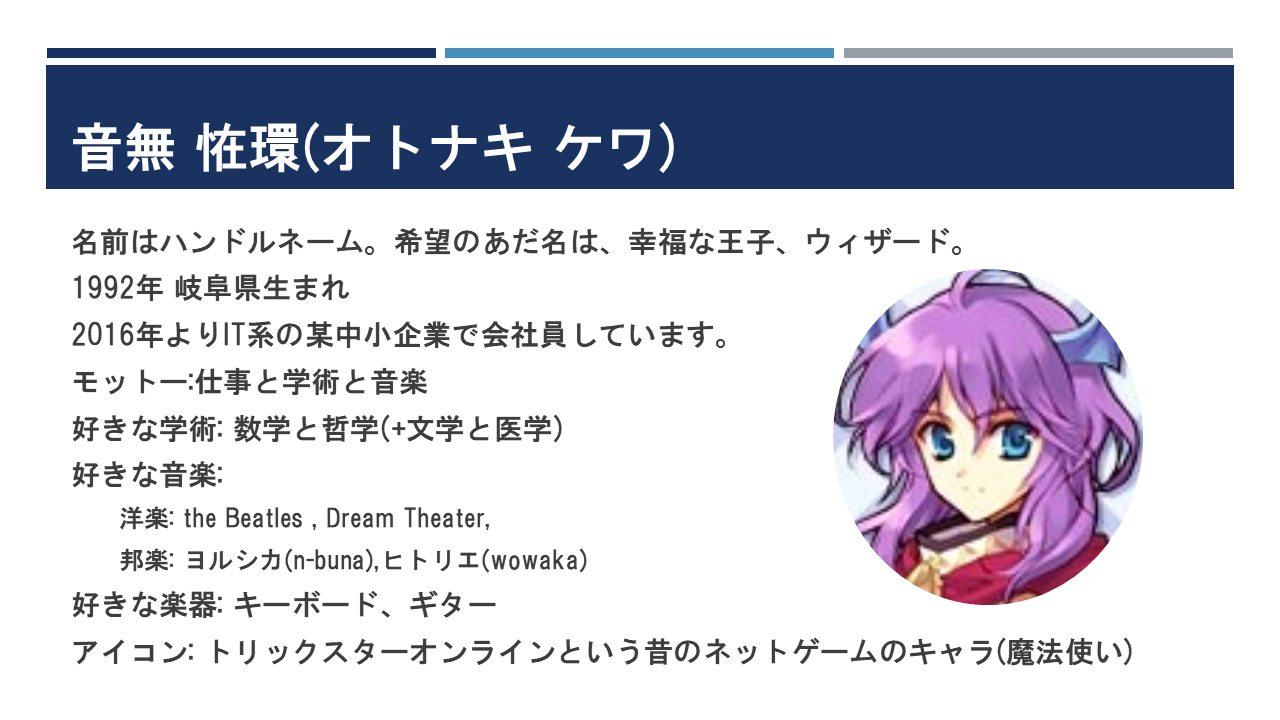 音無 恠環(オトナキ ケワ)
名前はハンドルネーム。希望のあだ名は、幸福な王子、ウィザード。
1992年 岐阜県生まれ
2016年よりIT系の某中小企業で会社員しています。
モットー:仕事と学術と音楽
好きな学術: 数学と哲学(+文学と医学)
好きな音楽:
洋楽: the Beatles , Dream Theater,
邦楽: ヨルシカ(n-buna),ヒトリエ(wowaka)
好きな楽器: キーボード、ギター
アイコン: トリックスターオンラインという昔のネットゲームのキャラ(魔法使い)